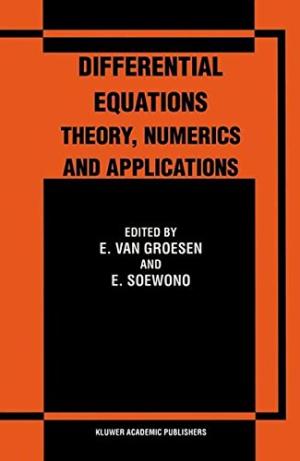 DIFFERENTIAL
EQUATIONS
THEORY, NUMERICS
AND APPLICATIONS
EDITED BY
E. VAN GROESEN
AND
E. SOEWONO
KLUWER ACADEMIC PUBLISHERS